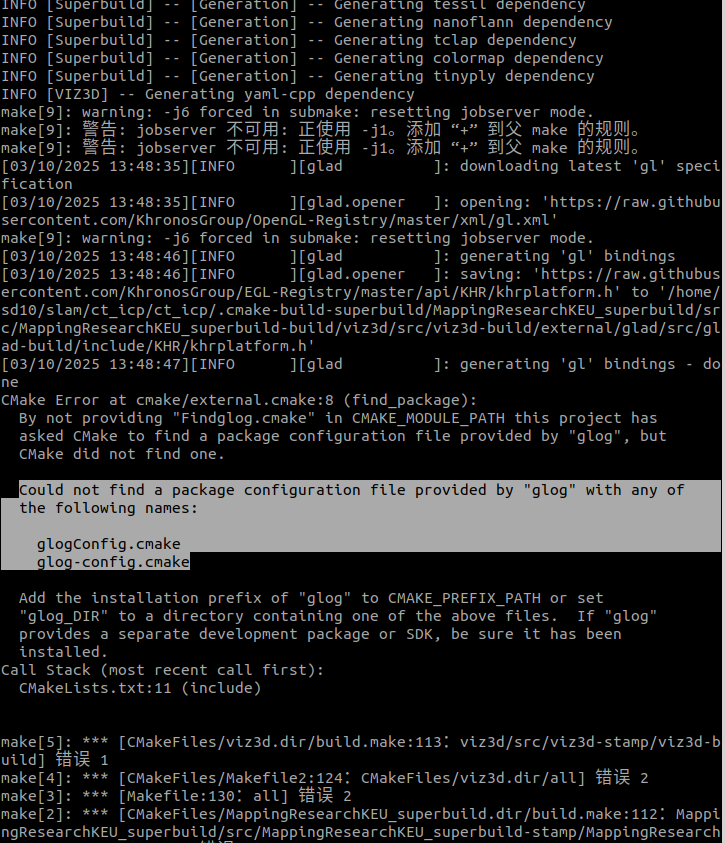 INFO [Superbuild] -- [Generation] -- Generating tessil dependency
INFO [Superbuild] -- [Generation] -- Generating nanoflann dependency
INFO [Superbuild] -- [Generation] -- Generating tclap dependency
INFO [Superbuild] -- [Generation] -- Generating colormap dependency
INFO [Superbuild] -- [Generation] -- Generating tinyply dependency
INFO [VIZ3D] -- Generating yaml-cpp dependency
make[9]: warning: -j6 forced in submake: resetting jobserver mode.
make[9]: 警告: jobserver 不可用: 正使用 -j1。添加 “+” 到父 make 的规则。
make[9]: 警告: jobserver 不可用: 正使用 -j1。添加 “+” 到父 make 的规则。
[03/10/2025 13:48:35][INFO      ][glad          ]: downloading latest 'gl' speci
fication
[03/10/2025 13:48:35][INFO      ][glad.opener   ]: opening: 'https://raw.githubu
sercontent.com/KhronosGroup/OpenGL-Registry/master/xml/gl.xml'
make[9]: warning: -j6 forced in submake: resetting jobserver mode.
[03/10/2025 13:48:46][INFO      ][glad          ]: generating 'gl' bindings
[03/10/2025 13:48:46][INFO      ][glad.opener   ]: saving: 'https://raw.githubus
ercontent.com/KhronosGroup/EGL-Registry/master/api/KHR/khrplatform.h' to '/home/
sd10/slam/ct_icp/ct_icp/.cmake-build-superbuild/MappingResearchKEU_superbuild/sr
c/MappingResearchKEU_superbuild-build/viz3d/src/viz3d-build/external/glad/src/gl
ad-build/include/KHR/khrplatform.h'
[03/10/2025 13:48:47][INFO      ][glad          ]: generating 'gl' bindings - do
ne
CMake Error at cmake/external.cmake:8 (find_package):
  By not providing "Findglog.cmake" in CMAKE_MODULE_PATH this project has
  asked CMake to find a package configuration file provided by "glog", but
  CMake did not find one.
  Could not find a package configuration file provided by "glog" with any of
  the following names:
    glogConfig.cmake
    glog-config.cmake
  Add the installation prefix of "glog" to CMAKE_PREFIX_PATH or set
  "glog_DIR" to a directory containing one of the above files.  If "glog"
  provides a separate development package or SDK, be sure it has been
  installed.
Call Stack (most recent call first):
  CMakeLists.txt:11 (include)
make[5]: *** [CMakeFiles/viz3d.dir/build.make:113：viz3d/src/viz3d-stamp/viz3d-b
uild] 错误 1
make[4]: *** [CMakeFiles/Makefile2:124：CMakeFiles/viz3d.dir/all] 错误 2
make[3]: *** [Makefile:130：all] 错误 2
make[2]: *** [CMakeFiles/MappingResearchKEU_superbuild.dir/build.make:112：Mappi
ngResearchKEU_superbuild/src/MappingResearchKEU_superbuild-stamp/MappingResearch